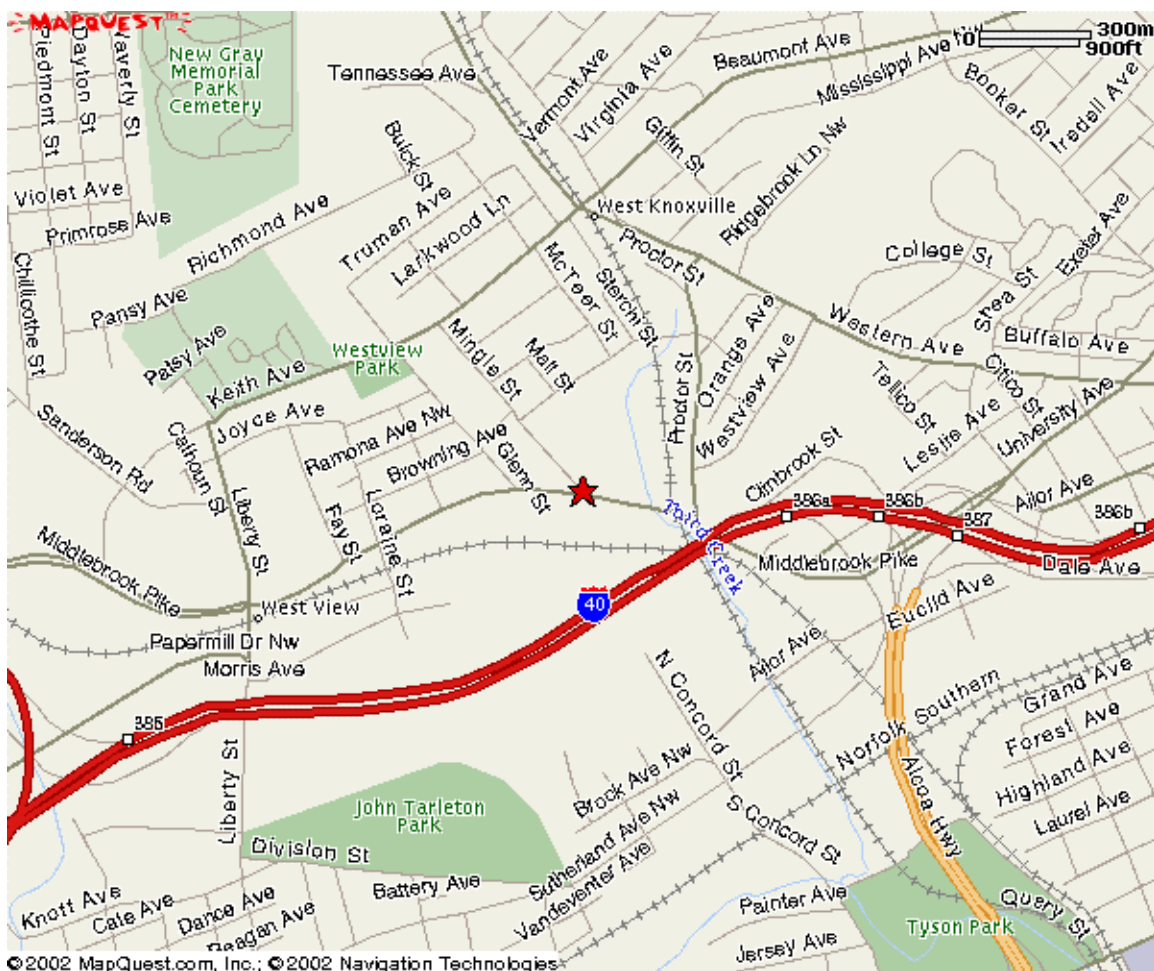 MAPQUEST™
0 300m
900ft
Piedmont St
Dayton St
Waverly St
New Gray
Memorial
Park
Cemetery
Tennessee Ave
Vermont Ave
Virginia Ave
Beaumont Ave
Mississippi Ave Nw
Booker St
Iredell Ave
Giffin St
Buick St
Ridgebrook Ln Nw
Violet Ave
Primrose Ave
Richmond Ave
Truman Ave
Larkwood Ln
West Knoxville
Proctor St
McTeer St
Sterchi St
College St
Exeter Ave
Chillicothe St
Pansy Ave
Patsy Ave
Westview
Park
Mingle St
Matt St
Orange Ave
Western Ave
Shea St
Buffalo Ave
Keith Ave
Proctor St
Westview Ave
Tellico St
Citico St
Joyce Ave
Ramona Ave Nw
Leslie Ave
University Ave
Sanderson Rd
Calhoun St
Browning Ave
Glenn St
Clinbrook St
Ailor Ave
Liberty St
Fay St
Loraine St
Third Creek
386a
386b
387
386b
Middlebrook Pike
Middlebrook Pike
Dale Ave
West View
40
Euclid Ave
Papermill Dr Nw
Morris Ave
N Concord St
Ailor Ave
385
Norfolk Southern
Grand Ave
Forest Ave
Highland Ave
Laurel Ave
Liberty St
Brock Ave Nw
Alcoa Hwy
John Tarleton
Park
Division St
Sutherland Ave Nw
S Concord St
Battery Ave
Vandeventer Ave
Knott Ave
Cate Ave
Dance Ave
Reagan Ave
Painter Ave
Jersey Ave
Tyson Park
Query St
©2002 MapQuest.com, Inc.; ©2002 Navigation Technologies